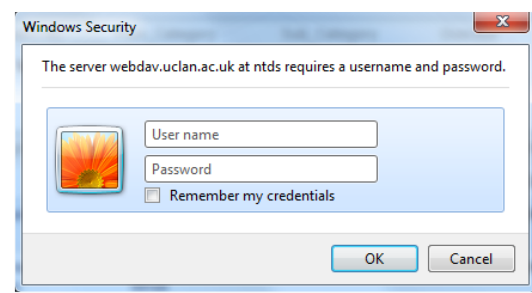 Windows Security
The server webdav.uclan.ac.uk at ntds requires a username and password.
User name
Password
Remember my credentials
OK
Cancel